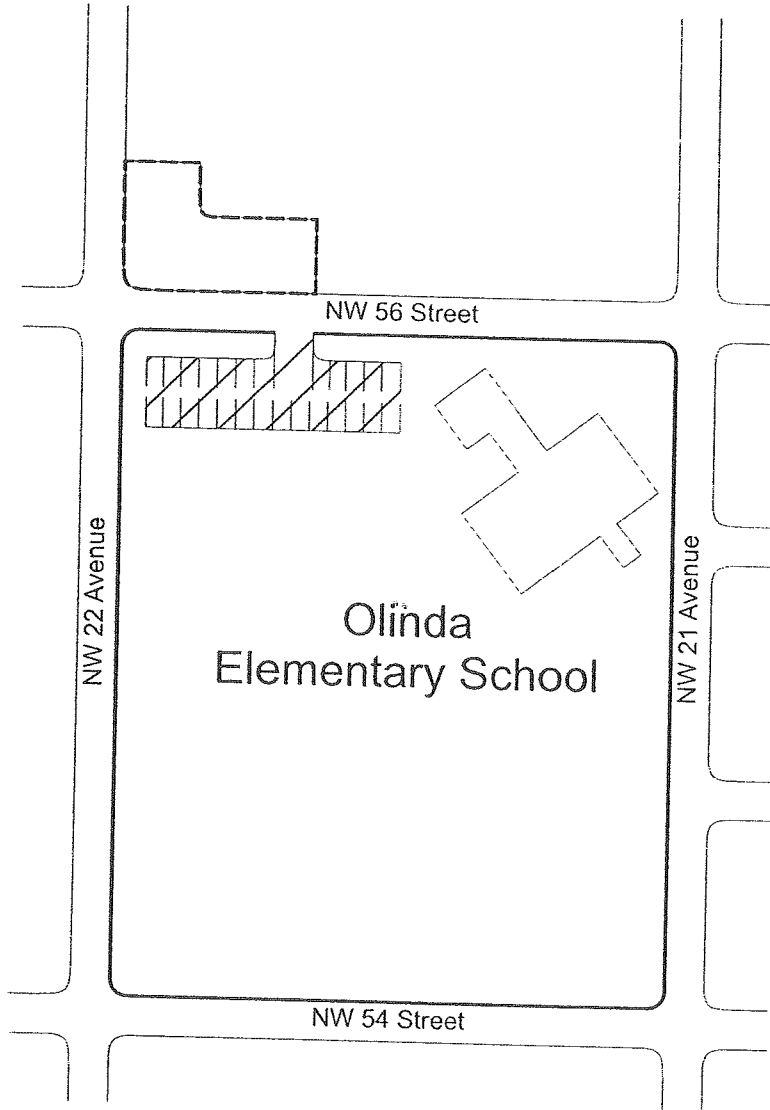 NW 56 Street
NW 22 Avenue
NW 21 Avenue
Olinda
Elementary School
NW 54 Street